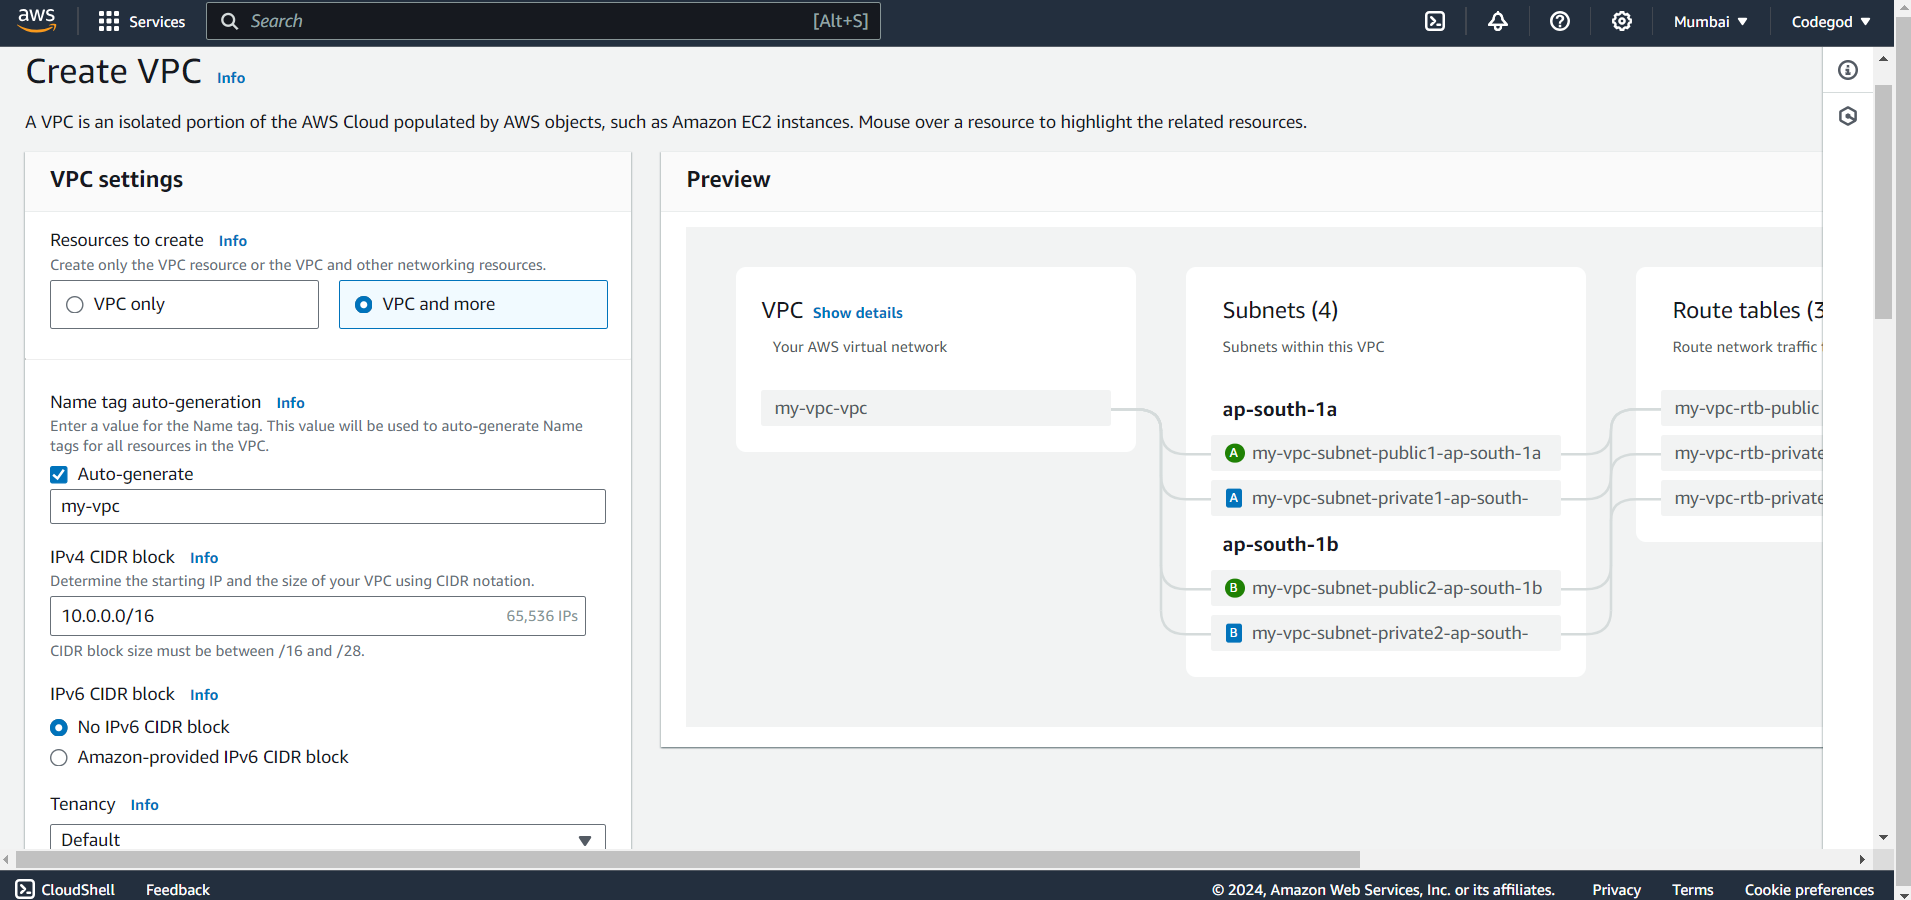 aws
Services
Search
[Alt+S]
Mumbai
Codegod
Create VPC Info
A VPC is an isolated portion of the AWS Cloud populated by AWS objects, such as Amazon EC2 instances. Mouse over a resource to highlight the related resources.
VPC settings
Resources to create Info
Create only the VPC resource or the VPC and other networking resources.
VPC only
VPC and more
Name tag auto-generation Info
Enter a value for the Name tag. This value will be used to auto-generate Name
tags for all resources in the VPC.
Auto-generate
my-vpc
IPv4 CIDR block Info
Determine the starting IP and the size of your VPC using CIDR notation.
10.0.0.0/16 65,536 IPs
CIDR block size must be between /16 and /28.
IPv6 CIDR block Info
No IPv6 CIDR block
Amazon-provided IPv6 CIDR block
Tenancy Info
Default
Preview
VPC Show details
Your AWS virtual network
my-vpc-vpc
Subnets (4)
Subnets within this VPC
ap-south-1a
A my-vpc-subnet-public1-ap-south-1a
A my-vpc-subnet-private1-ap-south-
ap-south-1b
B my-vpc-subnet-public2-ap-south-1b
B my-vpc-subnet-private2-ap-south-
Route tables (3
Route network traffic
my-vpc-rtb-public
my-vpc-rtb-private
my-vpc-rtb-private
CloudShell
Feedback
© 2024, Amazon Web Services, Inc. or its affiliates.
Privacy
Terms
Cookie preferences